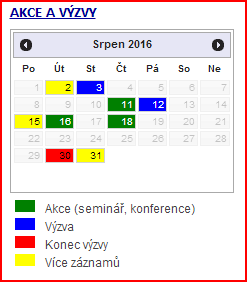 AKCE A VÝZVY
Srpen 2016
Po Út St Čt Pá So Ne
1 2 3 4 5 6 7
8 9 10 11 12 13 14
15 16 17 18 19 20 21
22 23 24 25 26 27 28
29 30 31
Akce (seminář, konference)
Výzva
Konec výzvy
Více záznamů